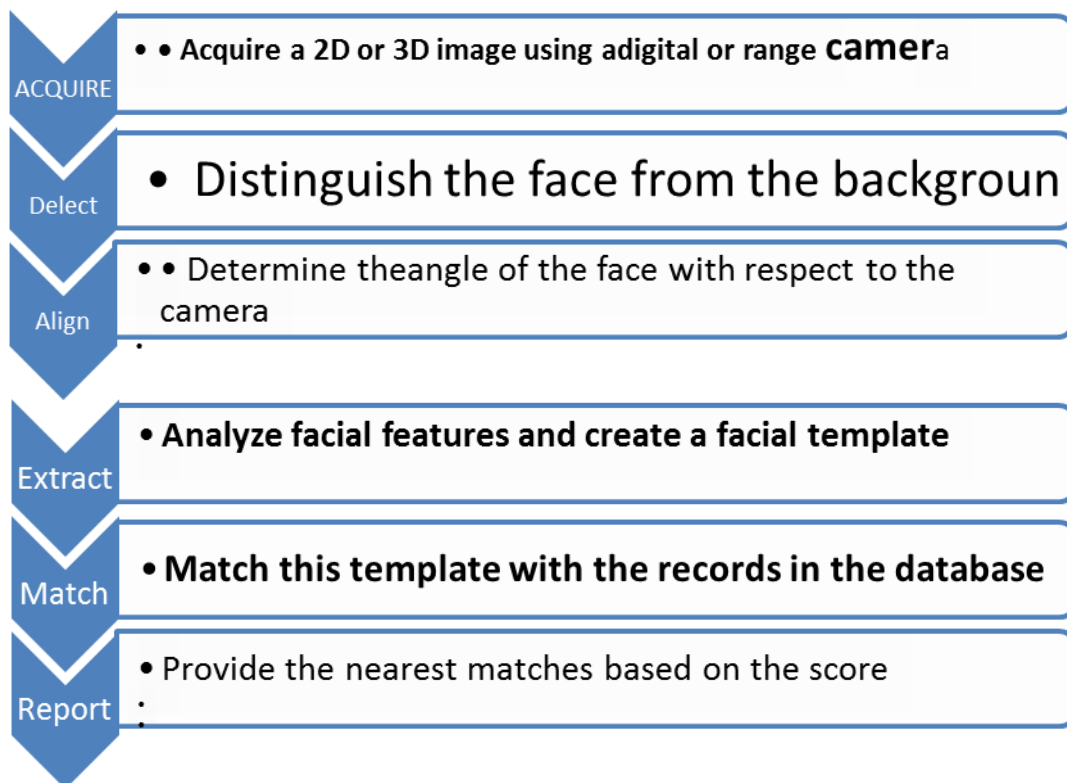 ACQUIRE
• • Acquire a 2D or 3D image using adigital or range camera
Delect
• Distinguish the face from the backgroun
Align
• • Determine theangle of the face with respect to the
camera
•
Extract
• Analyze facial features and create a facial template
Match
• Match this template with the records in the database
Report
• Provide the nearest matches based on the score
•
•